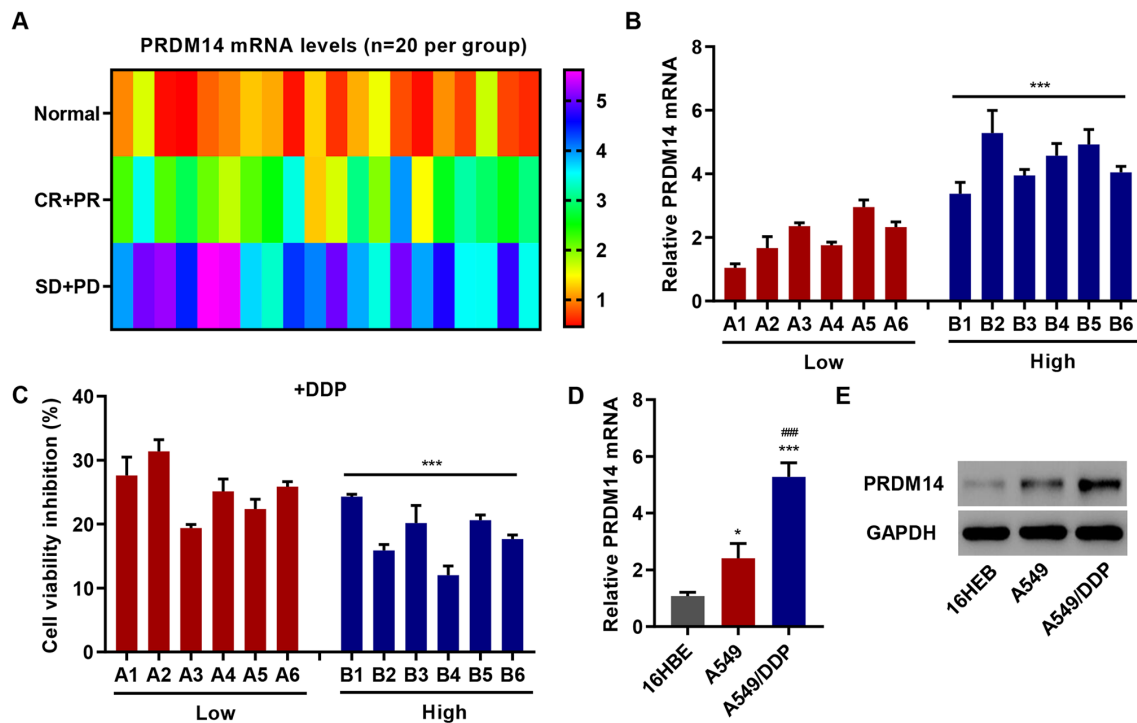 A
PRDM14 mRNA levels (n=20 per group)
Normal
CR+PR
SD+PD
5
4
3
2
1
B
Relative PRDM14 mRNA
8
6
4
2
0
***
A1 A2 A3 A4 A5 A6 B1 B2 B3 B4 B5 B6
Low High
C
+DDP
Cell viability inhibition (%)
40
30
20
10
0
***
A1 A2 A3 A4 A5 A6 B1 B2 B3 B4 B5 B6
Low High
D
Relative PRDM14 mRNA
8
6
4
2
0
*
###
***
16HBE A549 A549/DDP
E
PRDM14
GAPDH
16HEB A549 A549/DDP